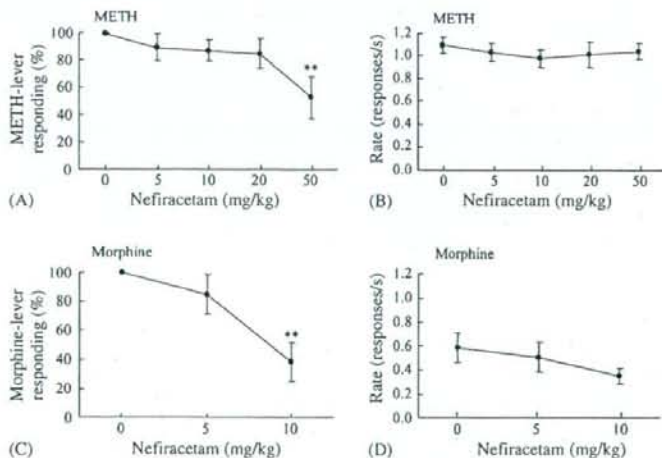 METH
100
80
60
40
20
0
**
METH-lever
responding (%)
0 5 10 20 50
(A) Nefiracetam (mg/kg)
METH
1.2
1.0
0.8
0.6
0.4
0.2
0.0
Rate (responses/s)
0 5 10 20 50
(B) Nefiracetam (mg/kg)
Morphine
100
80
60
40
20
0
**
Morphine-lever
responding (%)
0 5 10
(C) Nefiracetam (mg/kg)
Morphine
1.2
1.0
0.8
0.6
0.4
0.2
0.0
Rate (responses/s)
0 5 10
(D) Nefiracetam (mg/kg)